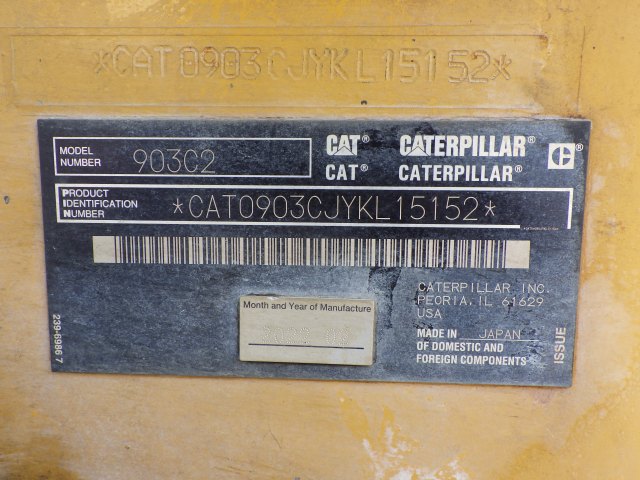 *CAT0903CJYKL15152*
MODEL NUMBER 903C2
CAT® CATERPILLAR®
CAT® CATERPILLAR®
PRODUCT IDENTIFICATION NUMBER *CAT0903CJYKL15152*
CATERPILLAR INC.
PEORIA, IL 61629
USA
Month and Year of Manufacture
MADE IN JAPAN
OF DOMESTIC AND
FOREIGN COMPONENTS
239-6986 7
ISSUE